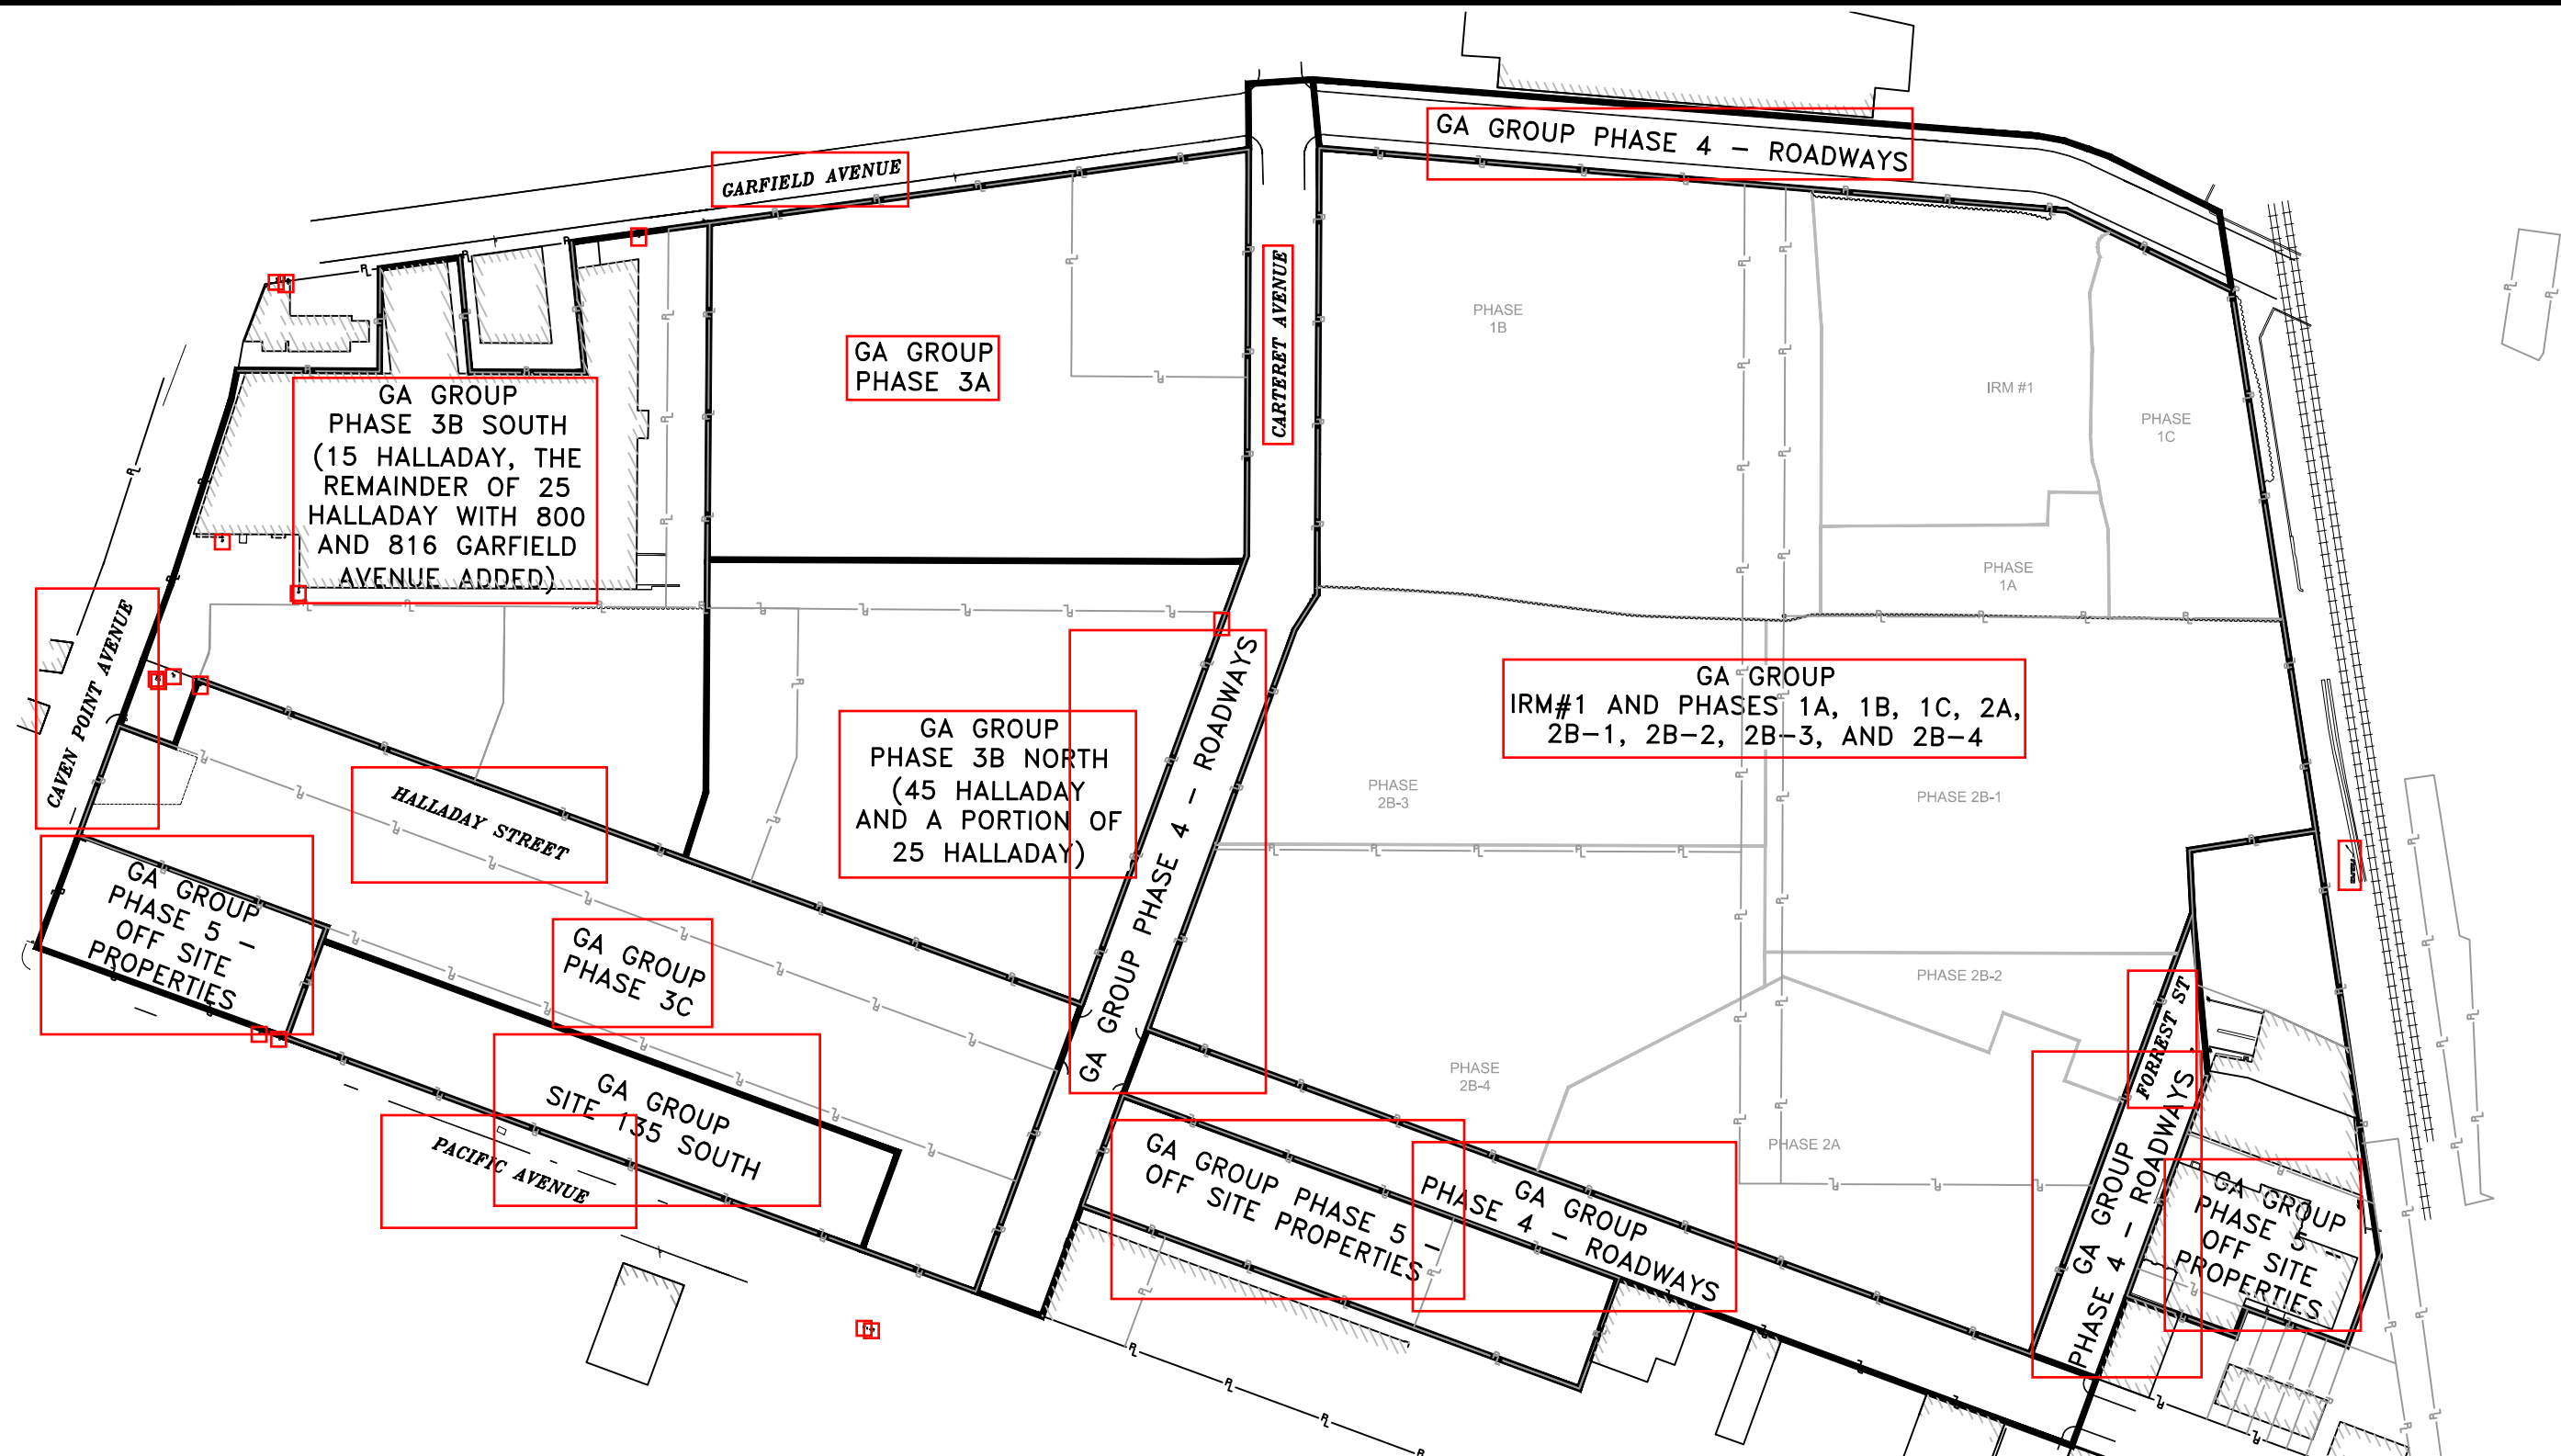 GA GROUP PHASE 4 – ROADWAYS
GARFIELD AVENUE
CARTERET AVENUE
PHASE
1B
GA GROUP
PHASE 3A
IRM #1
PHASE
1C
GA GROUP
PHASE 3B SOUTH
(15 HALLADAY, THE
REMAINDER OF 25
HALLADAY WITH 800
AND 816 GARFIELD
AVENUE ADDED)
PHASE
1A
CAVEN POINT AVENUE
GA GROUP
IRM#1 AND PHASES 1A, 1B, 1C, 2A,
2B–1, 2B–2, 2B–3, AND 2B–4
GA GROUP
PHASE 3B NORTH
(45 HALLADAY
AND A PORTION OF
25 HALLADAY)
GA GROUP PHASE 4 – ROADWAYS
HALLADAY STREET
PHASE
2B-3
PHASE 2B-1
GA GROUP
PHASE 5 –
OFF SITE
PROPERTIES
GA GROUP
PHASE 3C
PHASE 2B-2
FORREST ST
GA GROUP
SITE 135 SOUTH
PHASE
2B-4
PACIFIC AVENUE
PHASE 2A
GA GROUP PHASE 5 –
OFF SITE PROPERTIES
GA GROUP
PHASE 4 – ROADWAYS
GA GROUP
PHASE 4 – ROADWAYS
GA GROUP
PHASE 5 –
OFF SITE
PROPERTIES